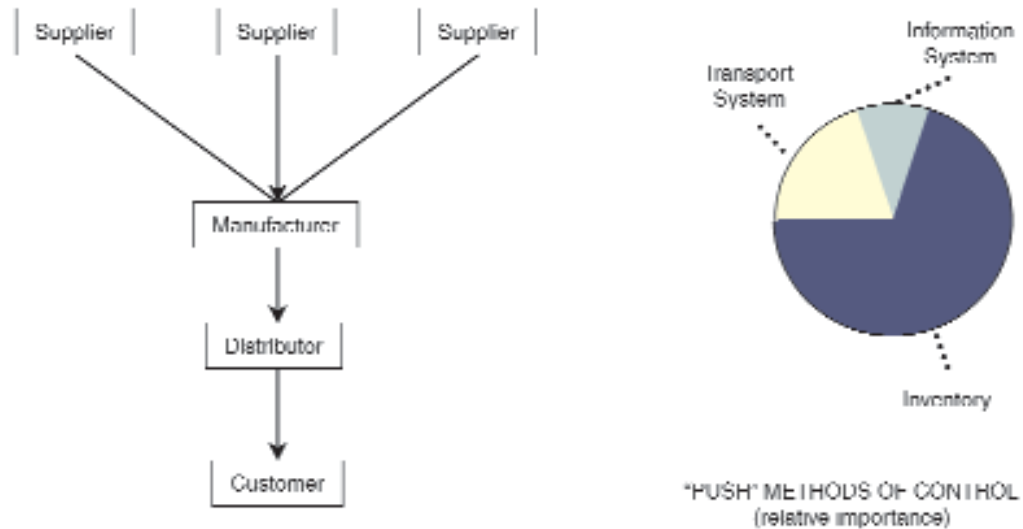 Supplier
Supplier
Supplier
Manufacturer
Distributor
Customer
Information
System
Transport
System
Inventory
"PUSH" METHODS OF CONTROL
(relative importance)